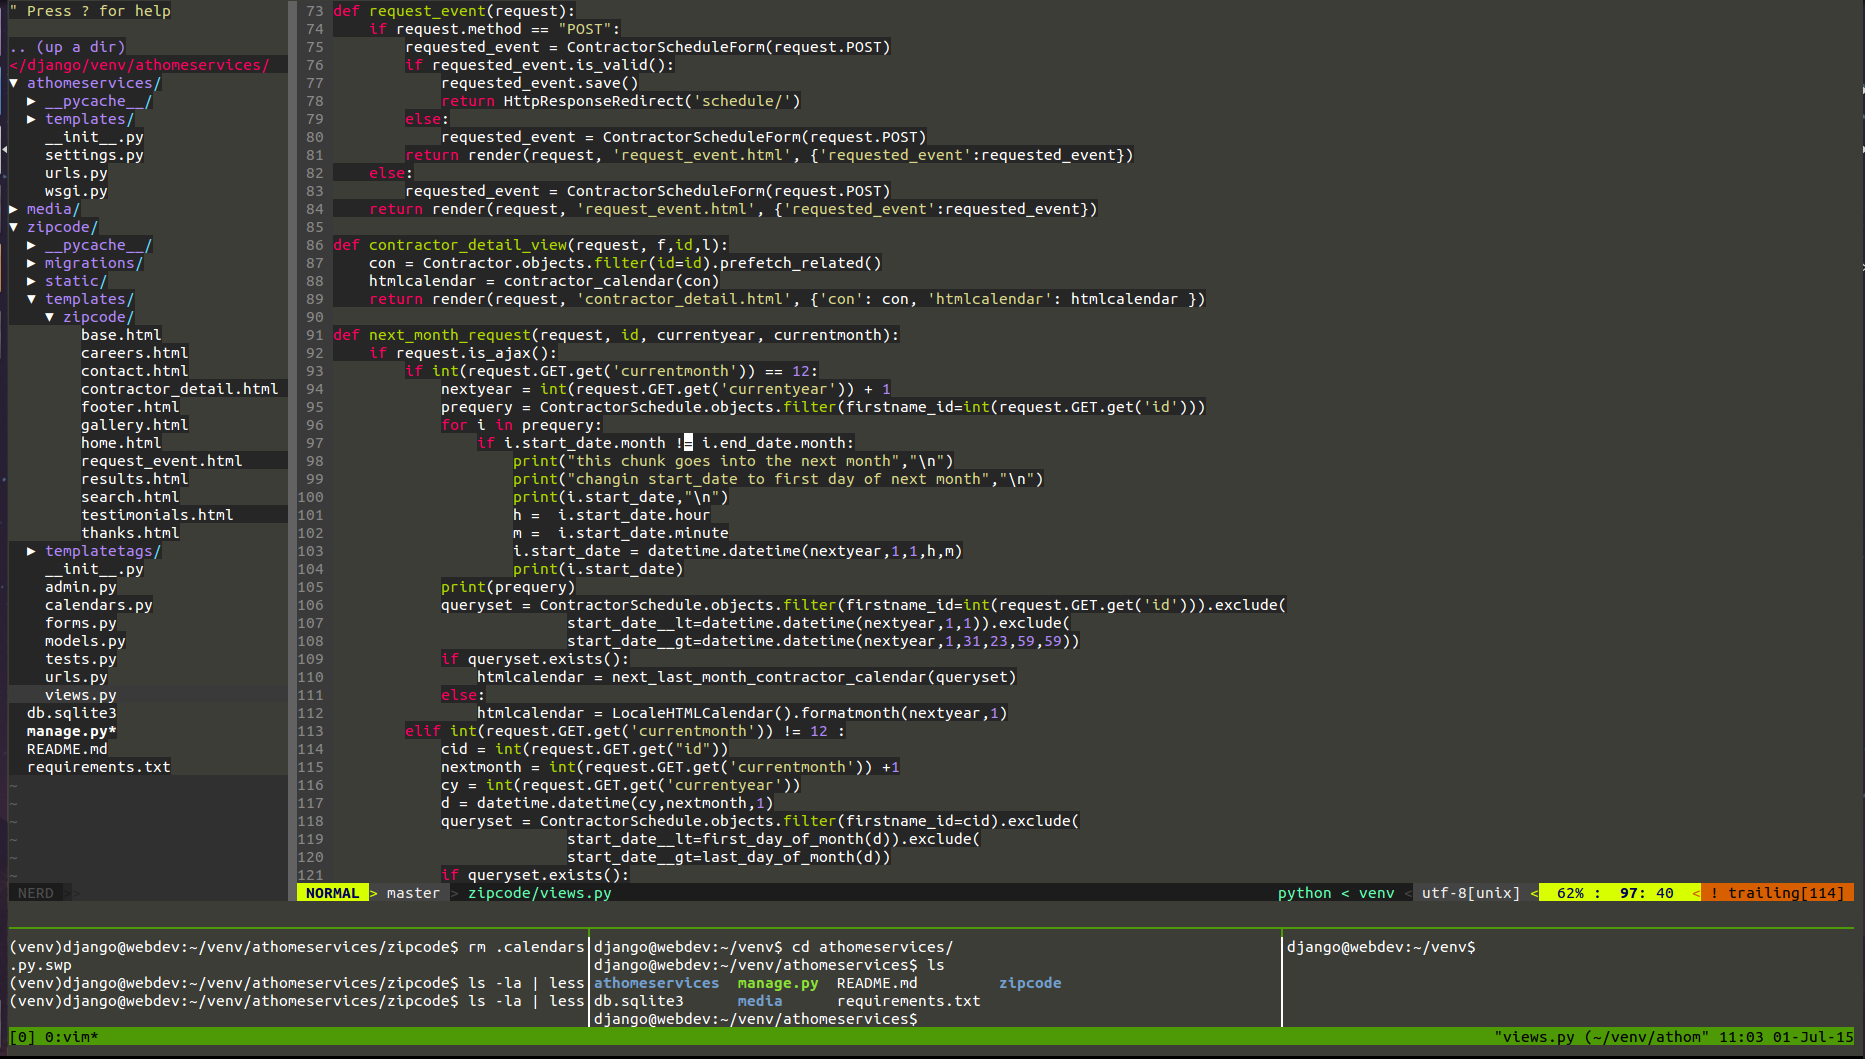 " Press ? for help
.. (up a dir)
</django/venv/athomeservices/
▼ athomeservices/
▶ __pycache__/
▶ templates/
__init__.py
settings.py
urls.py
wsgi.py
▶ media/
▼ zipcode/
▶ __pycache__/
▶ migrations/
▶ static/
▼ templates/
▼ zipcode/
base.html
careers.html
contact.html
contractor_detail.html
footer.html
gallery.html
home.html
request_event.html
results.html
search.html
testimonials.html
thanks.html
▶ templatetags/
__init__.py
admin.py
calendars.py
forms.py
models.py
tests.py
urls.py
views.py
db.sqlite3
manage.py*
README.md
requirements.txt
~
~
~
~
~
~
NERD
73 def request_event(request):
74     if request.method == "POST":
75         requested_event = ContractorScheduleForm(request.POST)
76         if requested_event.is_valid():
77             requested_event.save()
78             return HttpResponseRedirect('schedule/')
79         else:
80             requested_event = ContractorScheduleForm(request.POST)
81         return render(request, 'request_event.html', {'requested_event':requested_event})
82     else:
83         requested_event = ContractorScheduleForm(request.POST)
84     return render(request, 'request_event.html', {'requested_event':requested_event})
85
86 def contractor_detail_view(request, f,id,l):
87     con = Contractor.objects.filter(id=id).prefetch_related()
88     htmlcalendar = contractor_calendar(con)
89     return render(request, 'contractor_detail.html', {'con': con, 'htmlcalendar': htmlcalendar })
90
91 def next_month_request(request, id, currentyear, currentmonth):
92     if request.is_ajax():
93         if int(request.GET.get('currentmonth')) == 12:
94             nextyear = int(request.GET.get('currentyear')) + 1
95             prequery = ContractorSchedule.objects.filter(firstname_id=int(request.GET.get('id')))
96             for i in prequery:
97                 if i.start_date.month != i.end_date.month:
98                     print("this chunk goes into the next month","\n")
99                     print("changin start_date to first day of next month","\n")
100                     print(i.start_date,"\n")
101                     h =  i.start_date.hour
102                     m =  i.start_date.minute
103                     i.start_date = datetime.datetime(nextyear,1,1,h,m)
104                     print(i.start_date)
105             print(prequery)
106             queryset = ContractorSchedule.objects.filter(firstname_id=int(request.GET.get('id'))).exclude(
107                           start_date__lt=datetime.datetime(nextyear,1,1)).exclude(
108                           start_date__gt=datetime.datetime(nextyear,1,31,23,59,59))
109             if queryset.exists():
110                 htmlcalendar = next_last_month_contractor_calendar(queryset)
111             else:
112                 htmlcalendar = LocaleHTMLCalendar().formatmonth(nextyear,1)
113         elif int(request.GET.get('currentmonth')) != 12 :
114             cid = int(request.GET.get("id"))
115             nextmonth = int(request.GET.get('currentmonth')) +1
116             cy = int(request.GET.get('currentyear'))
117             d = datetime.datetime(cy,nextmonth,1)
118             queryset = ContractorSchedule.objects.filter(firstname_id=cid).exclude(
119                           start_date__lt=first_day_of_month(d)).exclude(
120                           start_date__gt=last_day_of_month(d))
121             if queryset.exists():
NORMAL > master > zipcode/views.py python < venv < utf-8[unix] < 62% : 97: 40 < ! trailing[114]
(venv)django@webdev:~/venv/athomeservices/zipcode$ rm .calendars
.py.swp
(venv)django@webdev:~/venv/athomeservices/zipcode$ ls -la | less
(venv)django@webdev:~/venv/athomeservices/zipcode$ ls -la | less
django@webdev:~/venv$ cd athomeservices/
django@webdev:~/venv/athomeservices$ ls
athomeservices  manage.py  README.md         zipcode
db.sqlite3      media      requirements.txt
django@webdev:~/venv/athomeservices$
django@webdev:~/venv$
[0] 0:vim* "views.py (~/venv/athom" 11:03 01-Jul-15